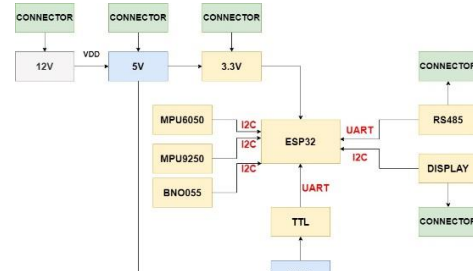 CONNECTOR
CONNECTOR
CONNECTOR
12V
VDD
5V
3.3V
CONNECTOR
MPU6050
I2C
MPU9250
I2C
BNO055
I2C
ESP32
UART
I2C
RS485
DISPLAY
UART
TTL
CONNECTOR